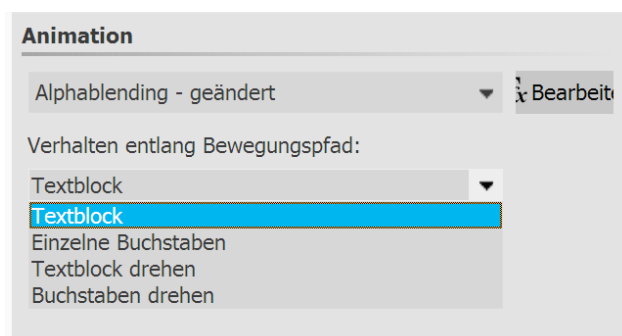 Animation
Alphablending - geändert
Bearbeite
Verhalten entlang Bewegungspfad:
Textblock
Textblock
Einzelne Buchstaben
Textblock drehen
Buchstaben drehen